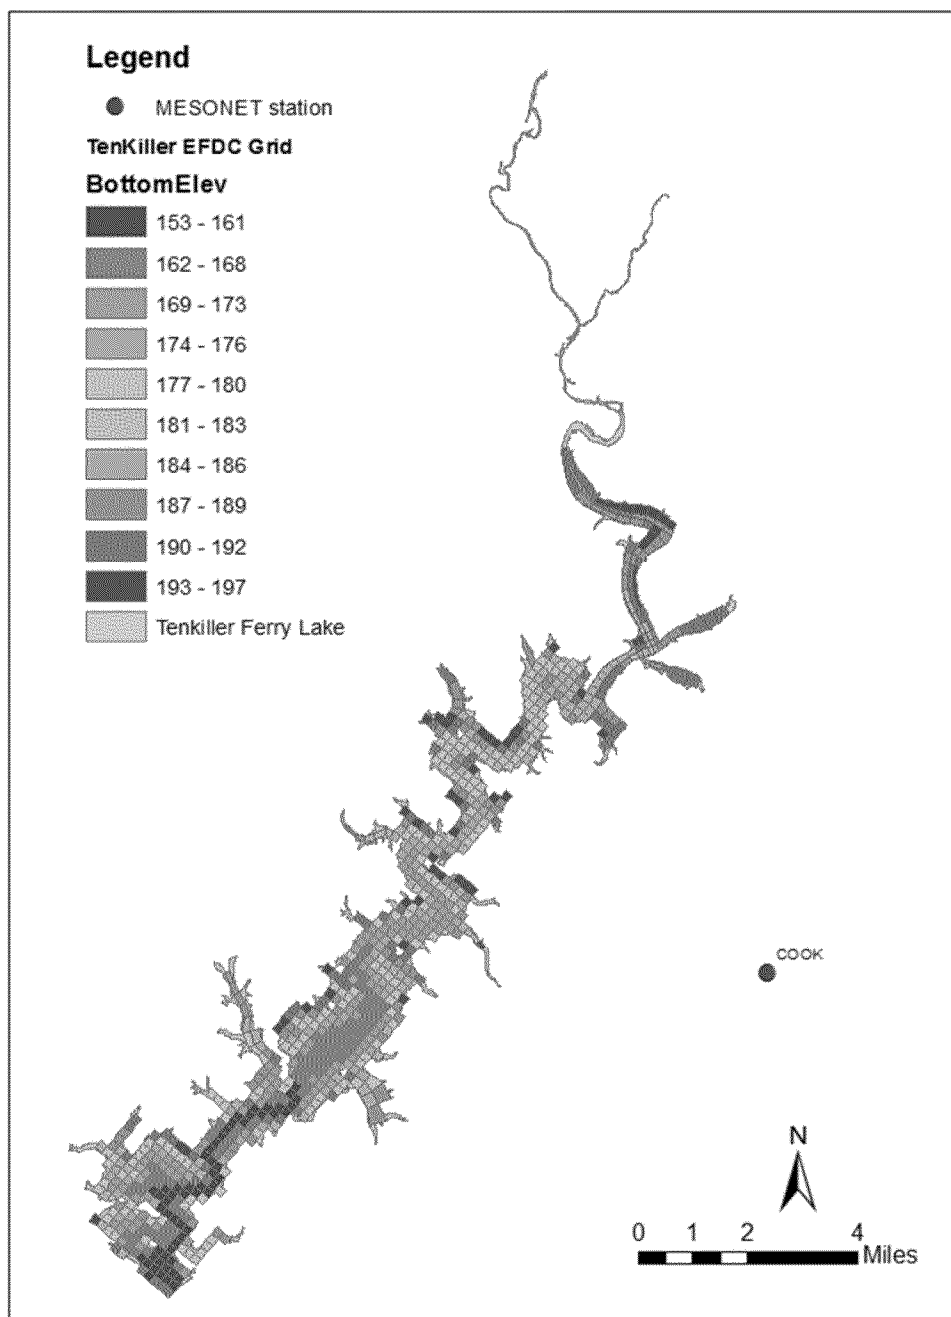 Legend
MESONET station
TenKiller EFDC Grid
BottomElev
153 - 161
162 - 168
169 - 173
174 - 176
177 - 180
181 - 183
184 - 186
187 - 189
190 - 192
193 - 197
Tenkiller Ferry Lake
COOK
N
0 1 2 4
Miles